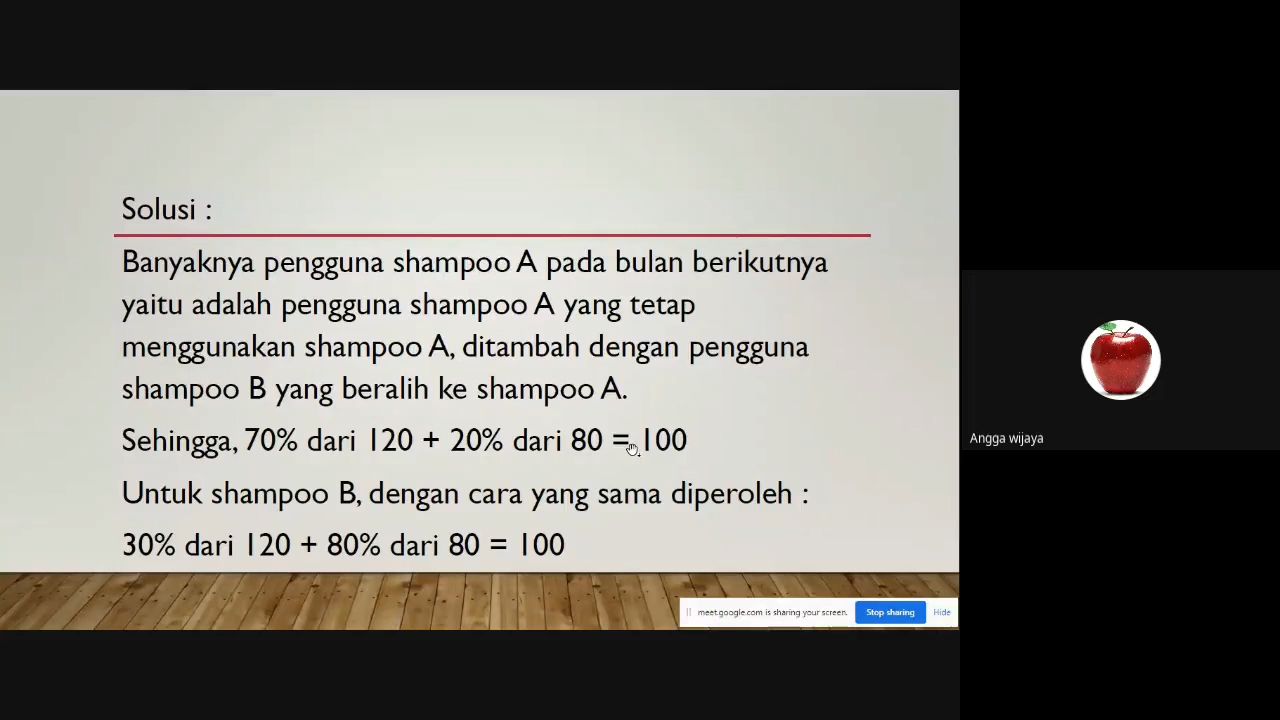 Solusi :
Banyaknya pengguna shampoo A pada bulan berikutnya
yaitu adalah pengguna shampoo A yang tetap
menggunakan shampoo A, ditambah dengan pengguna
shampoo B yang beralih ke shampoo A.
Sehingga, 70% dari 120 + 20% dari 80 = 100
Untuk shampoo B, dengan cara yang sama diperoleh :
30% dari 120 + 80% dari 80 = 100
meet.google.com is sharing your screen. Stop sharing Hide
Angga wijaya